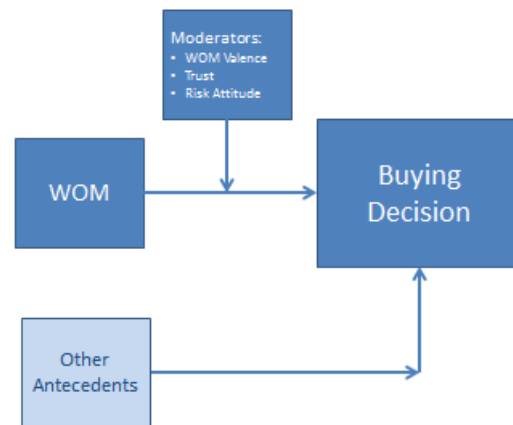 Moderators:
▪ WOM Valence
▪ Trust
▪ Risk Attitude
WOM
Buying
Decision
Other
Antecedents